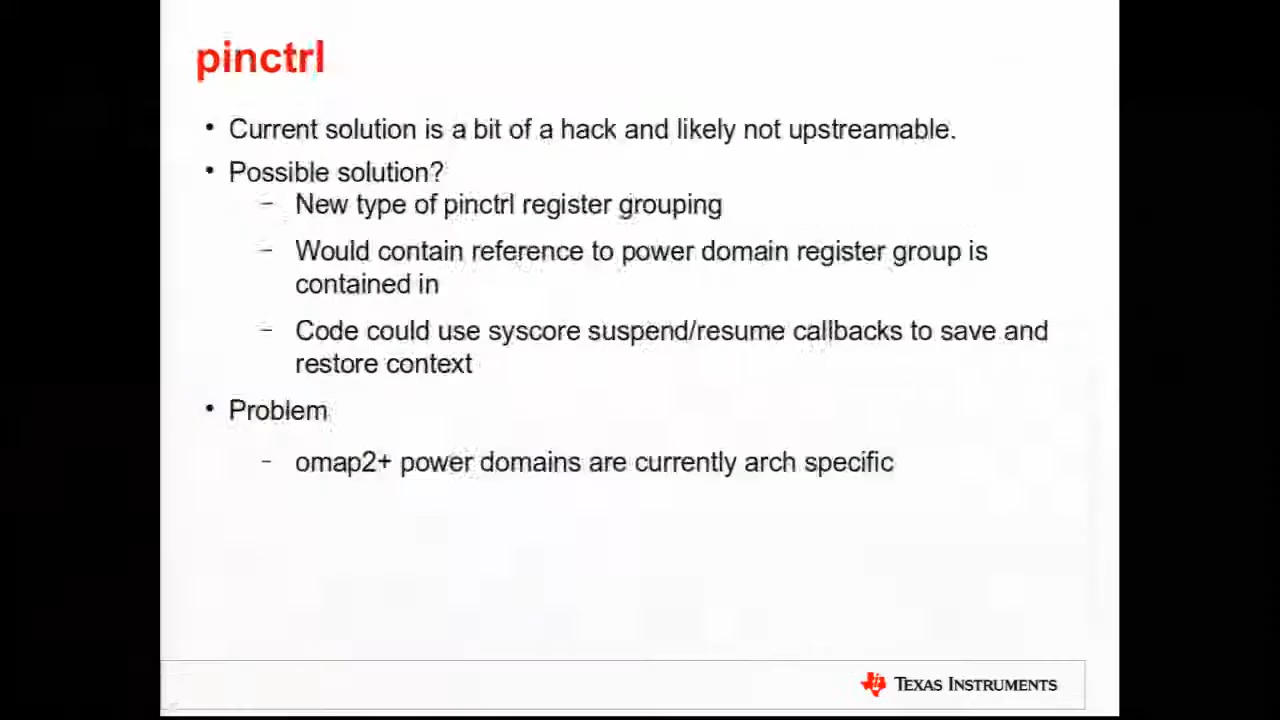 pinctrl
• Current solution is a bit of a hack and likely not upstreamable.
• Possible solution?
– New type of pinctrl register grouping
– Would contain reference to power domain register group is
contained in
– Code could use syscore suspend/resume callbacks to save and
restore context
• Problem
– omap2+ power domains are currently arch specific
TEXAS INSTRUMENTS